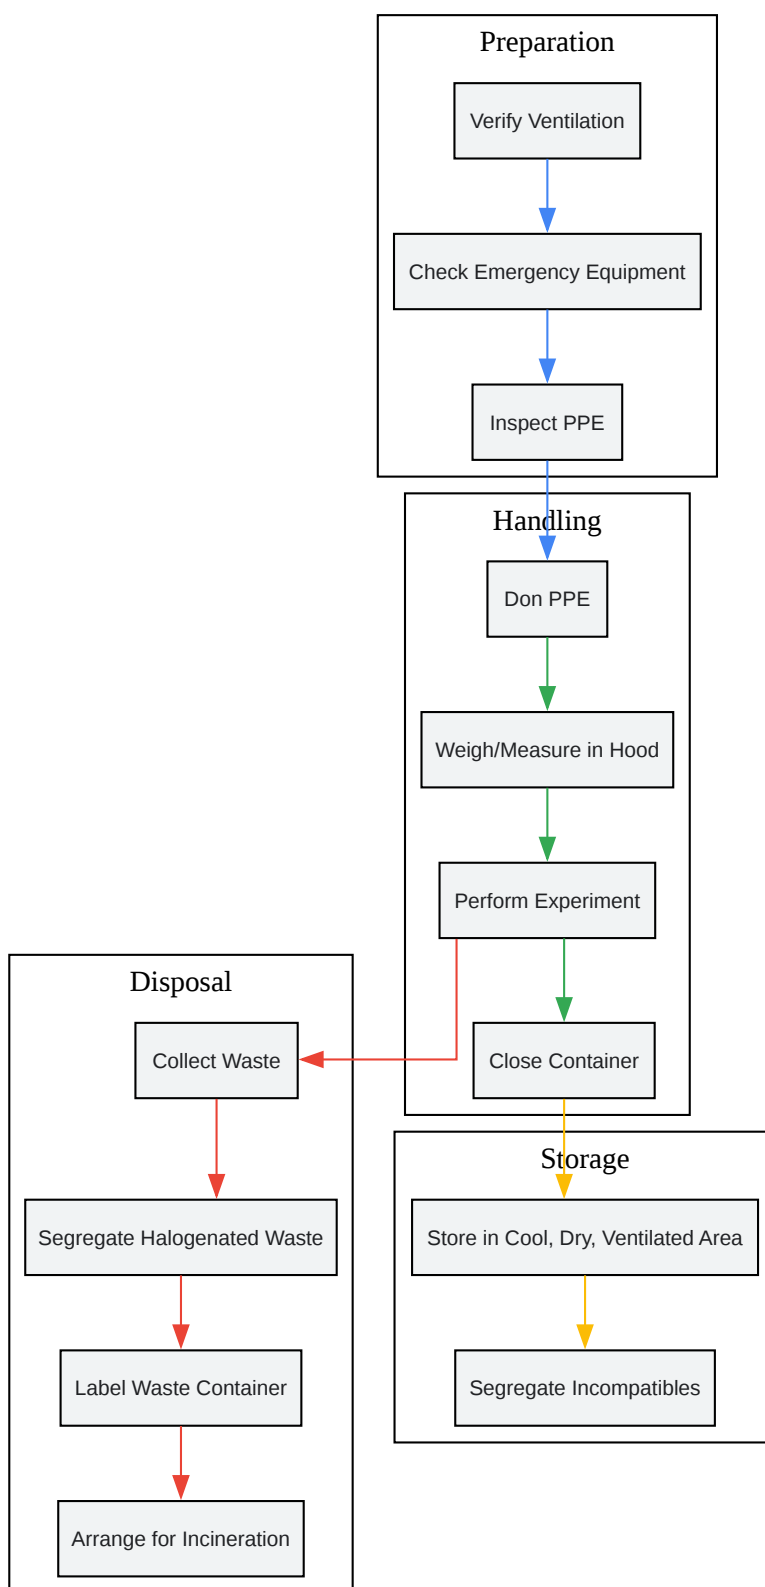 Preparation
Verify Ventilation
Check Emergency Equipment
Inspect PPE
Handling
Don PPE
Weigh/Measure in Hood
Perform Experiment
Close Container
Disposal
Collect Waste
Segregate Halogenated Waste
Label Waste Container
Arrange for Incineration
Storage
Store in Cool, Dry, Ventilated Area
Segregate Incompatibles